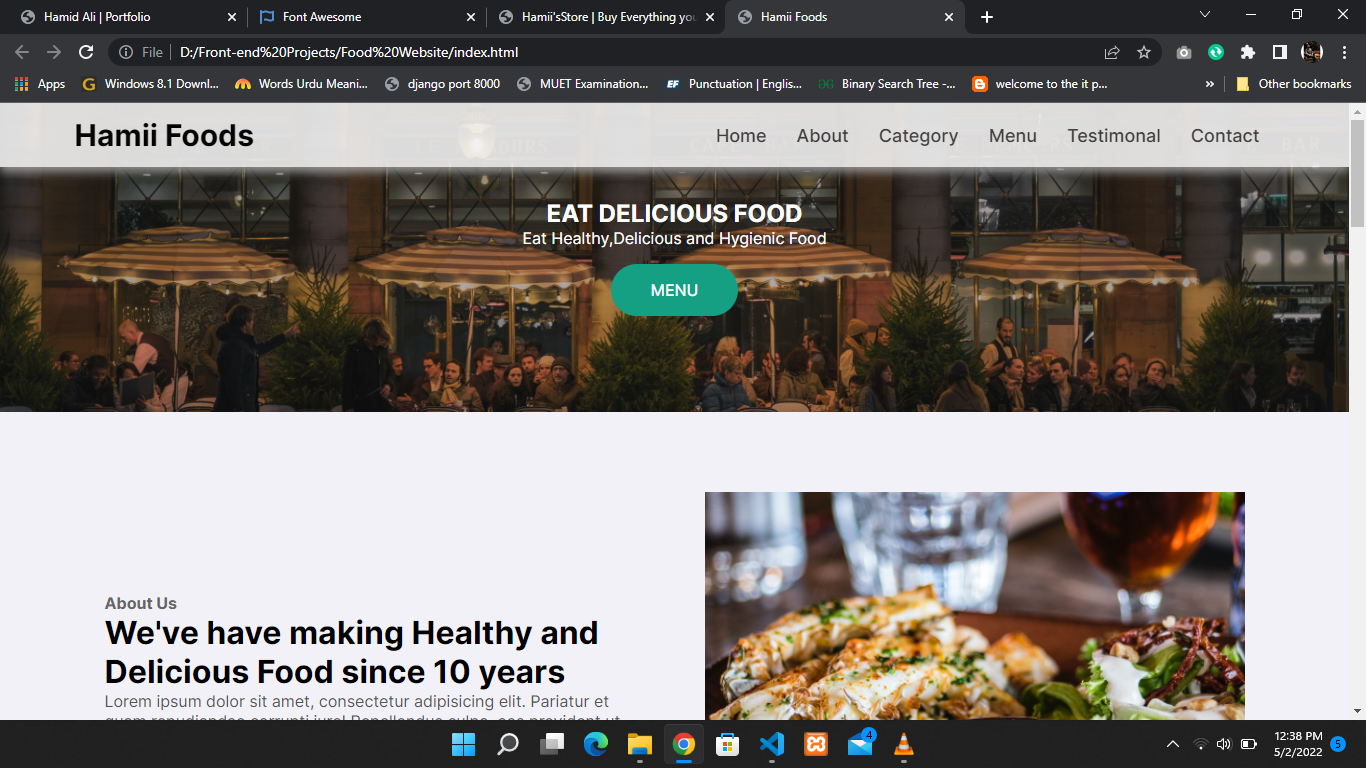 Hamid Ali | Portfolio
Font Awesome
Hamii'sStore | Buy Everything you
Hamii Foods
File
D:/Front-end%20Projects/Food%20Website/index.html
Apps
Windows 8.1 Downl...
Words Urdu Meani...
django port 8000
MUET Examination...
EF
Punctuation | Englis...
Binary Search Tree -...
welcome to the it p...
»
Other bookmarks
Hamii Foods
Home
About
Category
Menu
Testimonal
Contact
EAT DELICIOUS FOOD
Eat Healthy,Delicious and Hygienic Food
MENU
About Us
We've have making Healthy and
Delicious Food since 10 years
Lorem ipsum dolor sit amet, consectetur adipisicing elit. Pariatur et
4
12:38 PM
5/2/2022
5